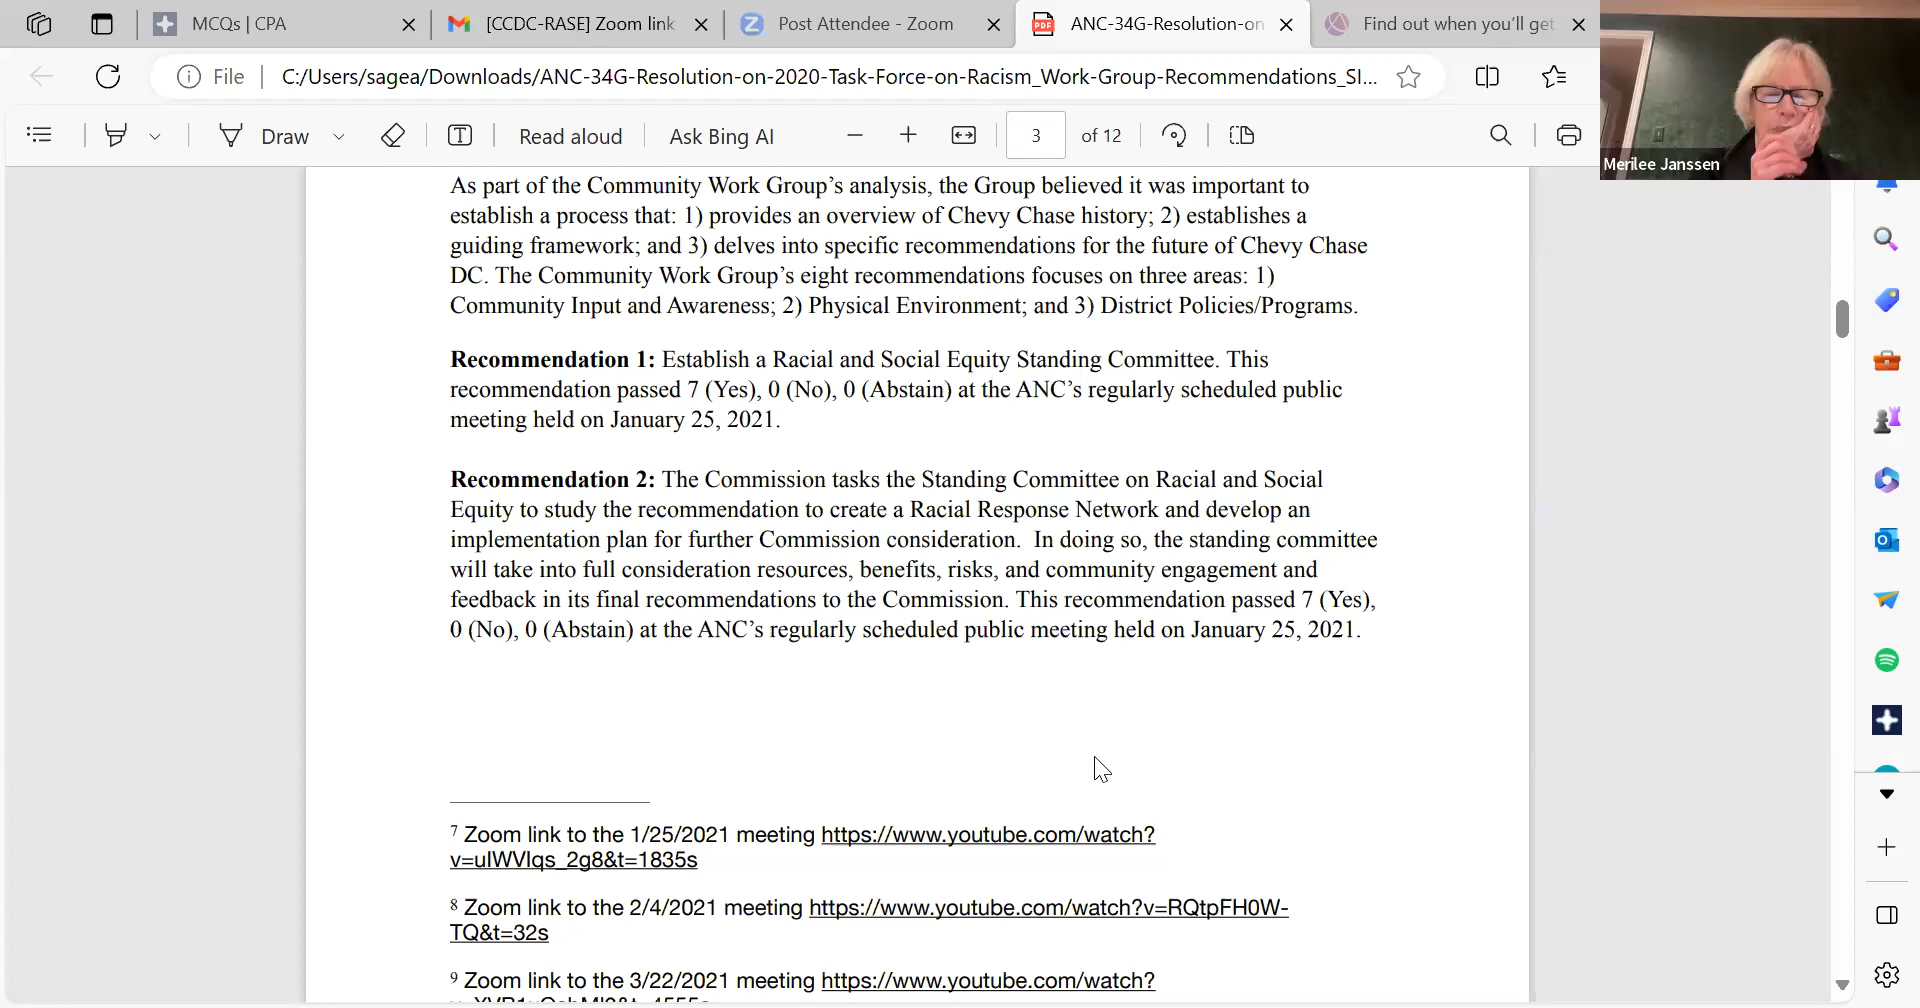 MCQs | CPA
[CCDC-RASE] Zoom link
Post Attendee - Zoom
ANC-34G-Resolution-on
Find out when you'll get
File
C:/Users/sagea/Downloads/ANC-34G-Resolution-on-2020-Task-Force-on-Racism_Work-Group-Recommendations_SI...
Draw
Read aloud
Ask Bing AI
3
of 12
Merilee Janssen
As part of the Community Work Group’s analysis, the Group believed it was important to
establish a process that: 1) provides an overview of Chevy Chase history; 2) establishes a
guiding framework; and 3) delves into specific recommendations for the future of Chevy Chase
DC. The Community Work Group’s eight recommendations focuses on three areas: 1)
Community Input and Awareness; 2) Physical Environment; and 3) District Policies/Programs.
Recommendation 1: Establish a Racial and Social Equity Standing Committee. This
recommendation passed 7 (Yes), 0 (No), 0 (Abstain) at the ANC’s regularly scheduled public
meeting held on January 25, 2021.
Recommendation 2: The Commission tasks the Standing Committee on Racial and Social
Equity to study the recommendation to create a Racial Response Network and develop an
implementation plan for further Commission consideration.  In doing so, the standing committee
will take into full consideration resources, benefits, risks, and community engagement and
feedback in its final recommendations to the Commission. This recommendation passed 7 (Yes),
0 (No), 0 (Abstain) at the ANC’s regularly scheduled public meeting held on January 25, 2021.
7 Zoom link to the 1/25/2021 meeting https://www.youtube.com/watch?
v=uIWVIqs_2g8&t=1835s
8 Zoom link to the 2/4/2021 meeting https://www.youtube.com/watch?v=RQtpFH0W-
TQ&t=32s
9 Zoom link to the 3/22/2021 meeting https://www.youtube.com/watch?